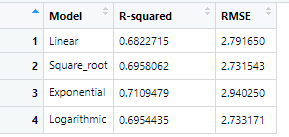 Model R-squared RMSE
1 Linear 0.6822715 2.791650
2 Square_root 0.6958062 2.731543
3 Exponential 0.7109479 2.940250
4 Logarithmic 0.6954435 2.733171